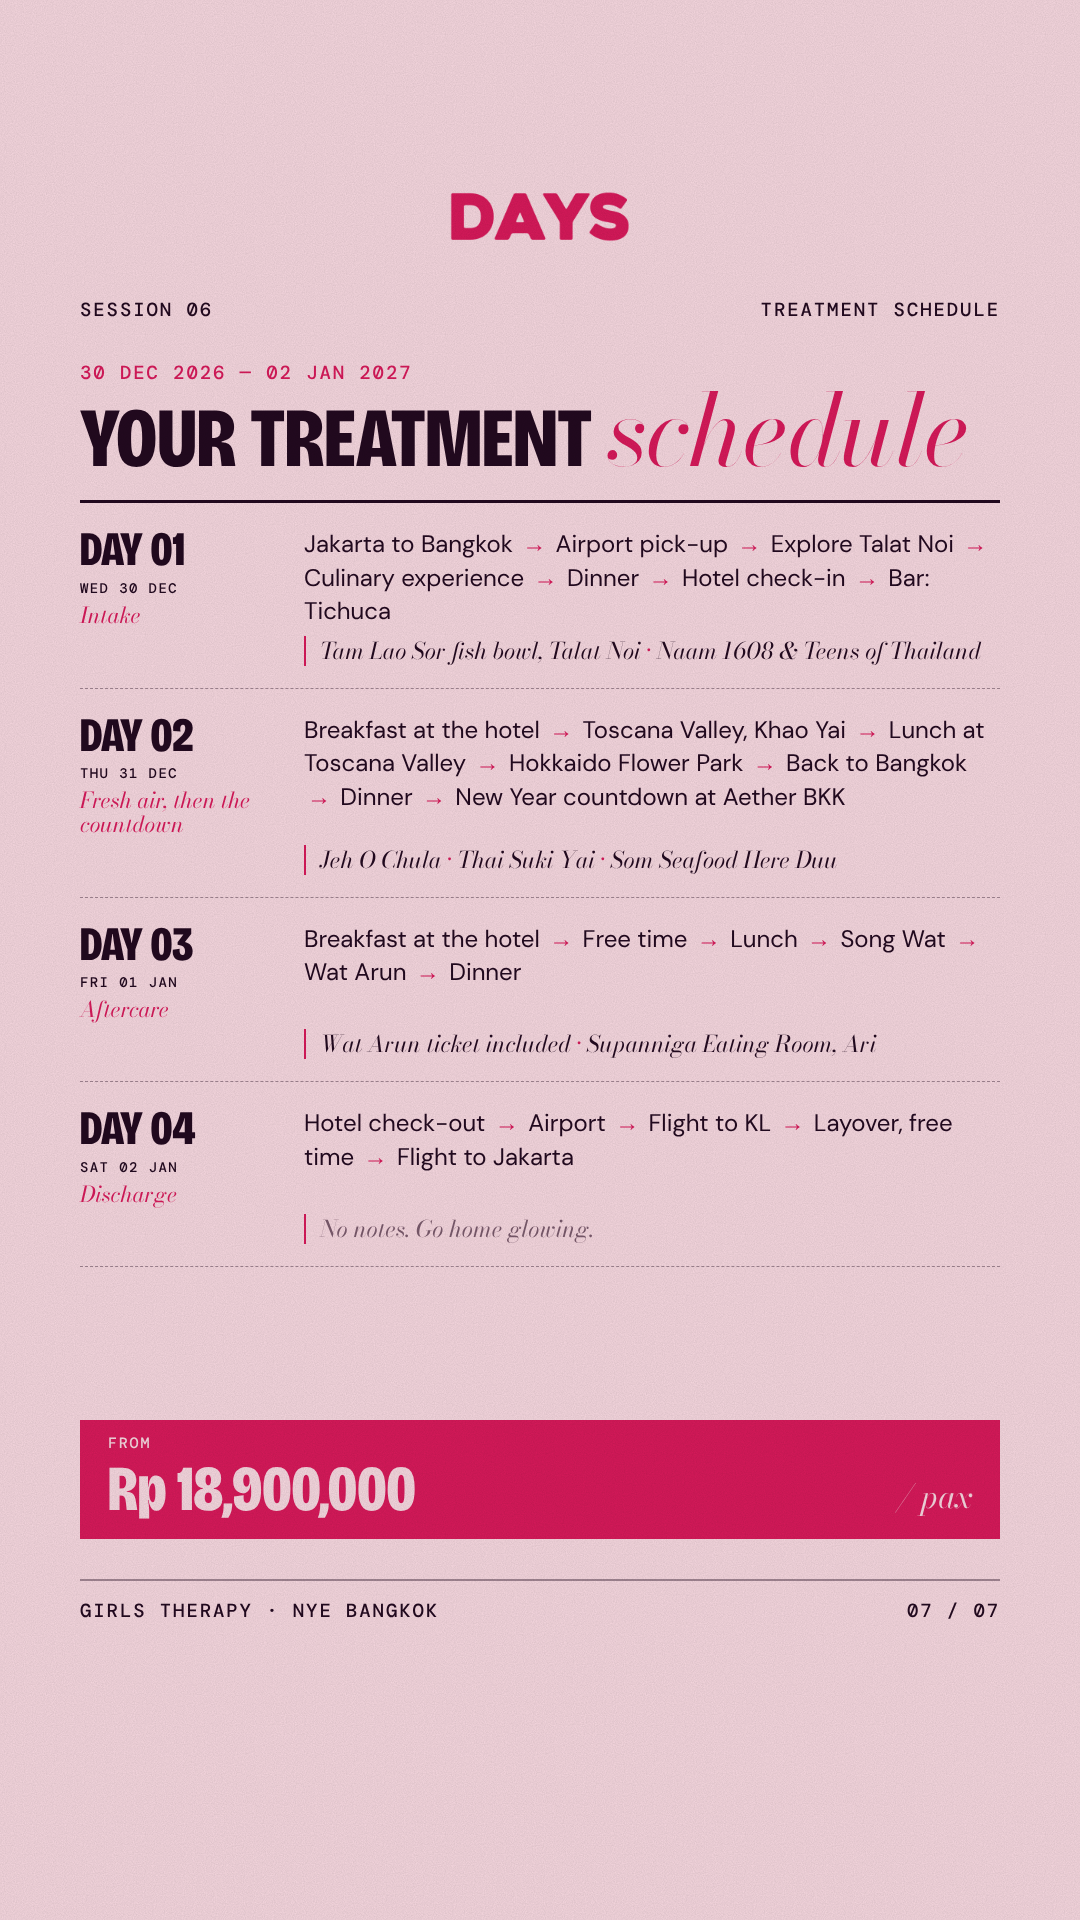 DAYS
SESSION 06
TREATMENT SCHEDULE
30 DEC 2026 — 02 JAN 2027
YOUR TREATMENT schedule
DAY 01
WED 30 DEC
Intake
Jakarta to Bangkok → Airport pick-up → Explore Talat Noi →
Culinary experience → Dinner → Hotel check-in → Bar:
Tichuca
Tam Lao Sor fish bowl, Talat Noi · Naam 1608 & Teens of Thailand
DAY 02
THU 31 DEC
Fresh air, then the
countdown
Breakfast at the hotel → Toscana Valley, Khao Yai → Lunch at
Toscana Valley → Hokkaido Flower Park → Back to Bangkok
→ Dinner → New Year countdown at Aether BKK
Jeh O Chula · Thai Suki Yai · Som Seafood Here Duu
DAY 03
FRI 01 JAN
Aftercare
Breakfast at the hotel → Free time → Lunch → Song Wat →
Wat Arun → Dinner
Wat Arun ticket included · Supanniga Eating Room, Ari
DAY 04
SAT 02 JAN
Discharge
Hotel check-out → Airport → Flight to KL → Layover, free
time → Flight to Jakarta
No notes. Go home glowing.
FROM
Rp 18,900,000
/ pax
GIRLS THERAPY · NYE BANGKOK
07 / 07